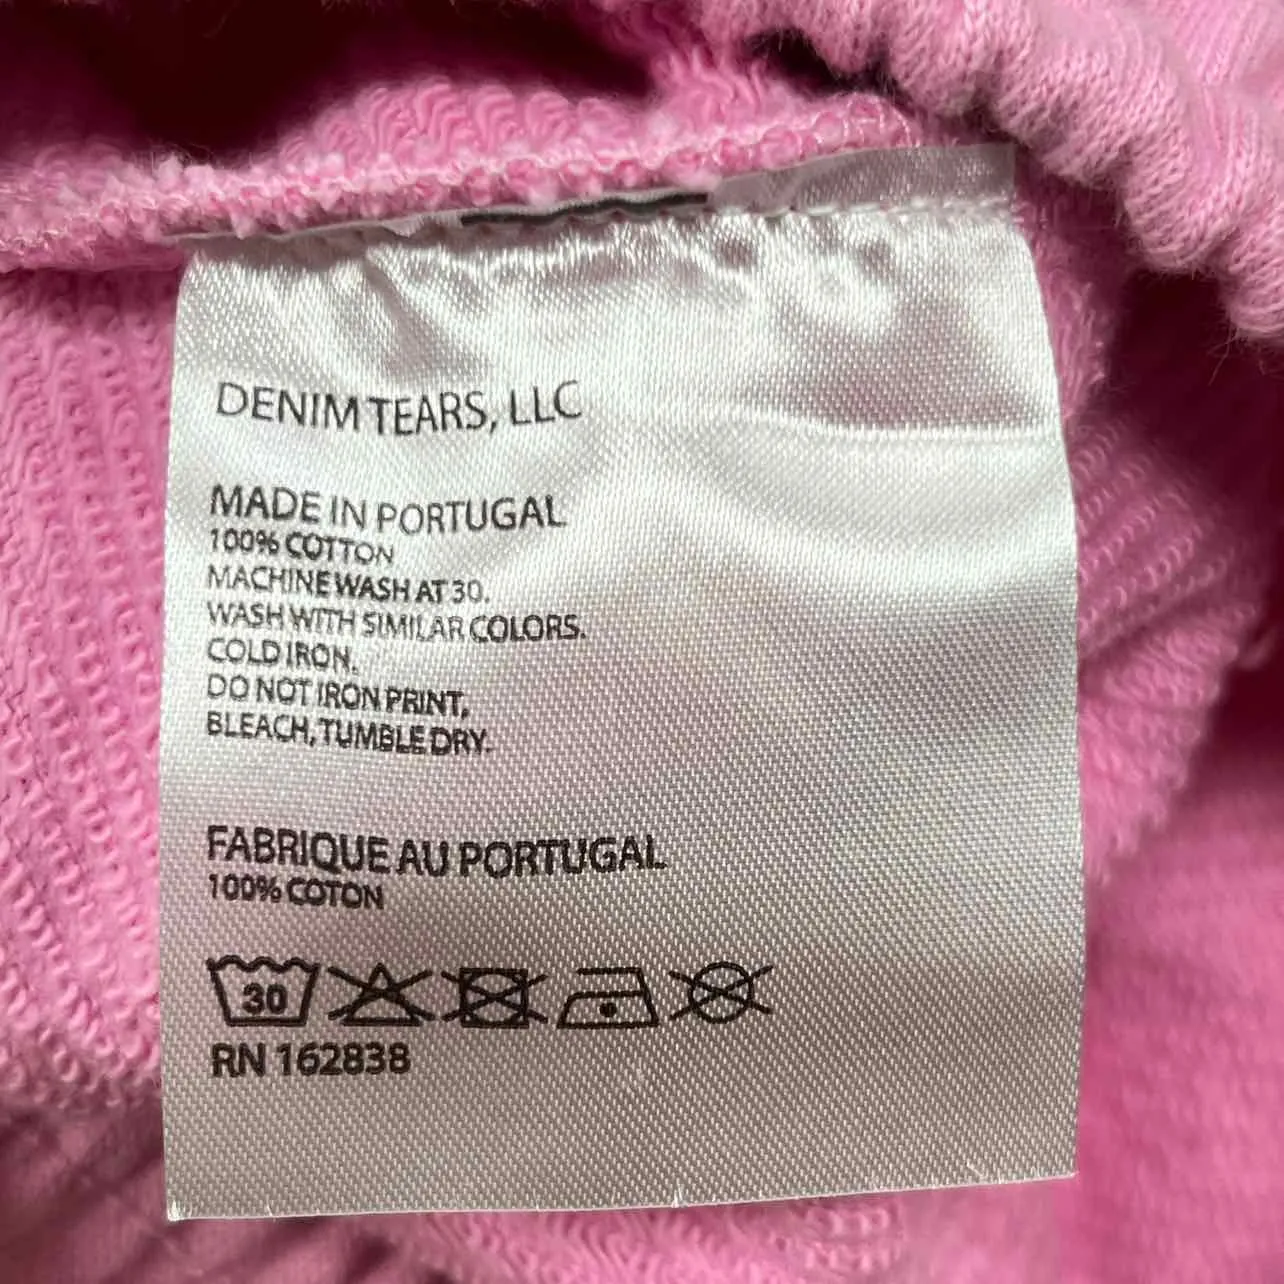 DENIM TEARS, LLC
MADE IN PORTUGAL
100% COTTON
MACHINE WASH AT 30.
WASH WITH SIMILAR COLORS.
COLD IRON.
DO NOT IRON PRINT,
BLEACH, TUMBLE DRY.
FABRIQUE AU PORTUGAL
100% COTON
30
RN 162838